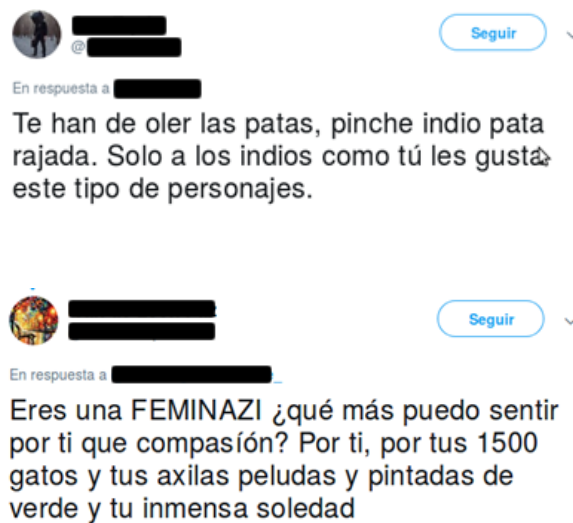 Seguir
@
En respuesta a
Te han de oler las patas, pinche indio pata
rajada. Solo a los indios como tú les gusta
este tipo de personajes.
Seguir
En respuesta a
Eres una FEMINAZI ¿qué más puedo sentir
por ti que compasíón? Por ti, por tus 1500
gatos y tus axilas peludas y pintadas de
verde y tu inmensa soledad